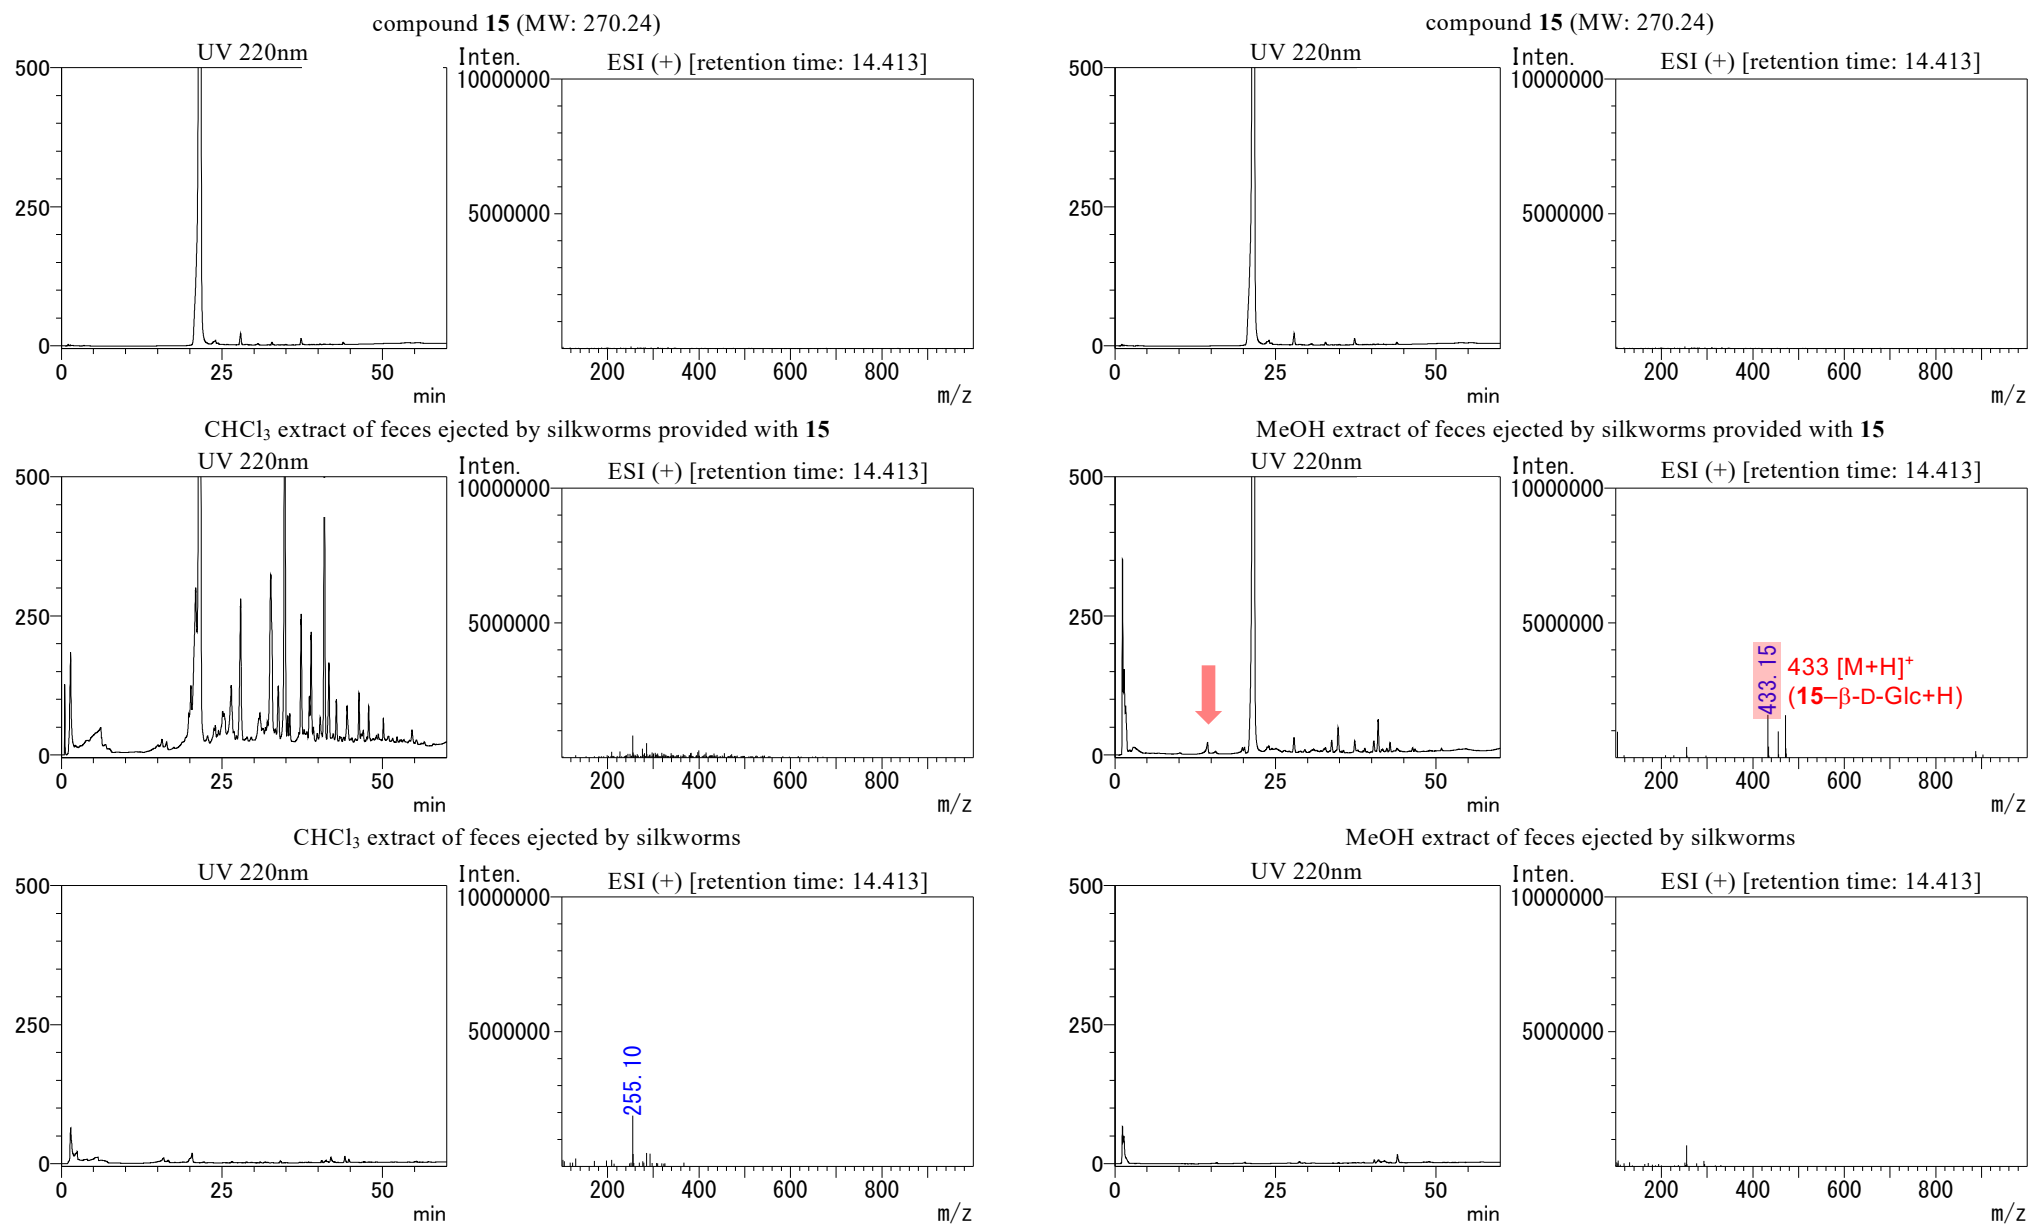 compound 15 (MW: 270.24)
UV 220nm
Inten.
ESI (+) [retention time: 14.413]
500
250
0
0 25 50
min
10000000
5000000
200 400 600 800
m/z
compound 15 (MW: 270.24)
UV 220nm
Inten.
ESI (+) [retention time: 14.413]
500
250
0
0 25 50
min
10000000
5000000
200 400 600 800
m/z
CHCl₃ extract of feces ejected by silkworms provided with 15
UV 220nm
Inten.
ESI (+) [retention time: 14.413]
500
250
0
0 25 50
min
10000000
5000000
200 400 600 800
m/z
MeOH extract of feces ejected by silkworms provided with 15
UV 220nm
Inten.
ESI (+) [retention time: 14.413]
500
250
0
0 25 50
min
10000000
5000000
433.15
433 [M+H]⁺
(15–β-D-Glc+H)
200 400 600 800
m/z
CHCl₃ extract of feces ejected by silkworms
UV 220nm
Inten.
ESI (+) [retention time: 14.413]
500
250
0
0 25 50
min
10000000
5000000
255.10
200 400 600 800
m/z
MeOH extract of feces ejected by silkworms
UV 220nm
Inten.
ESI (+) [retention time: 14.413]
500
250
0
0 25 50
min
10000000
5000000
200 400 600 800
m/z